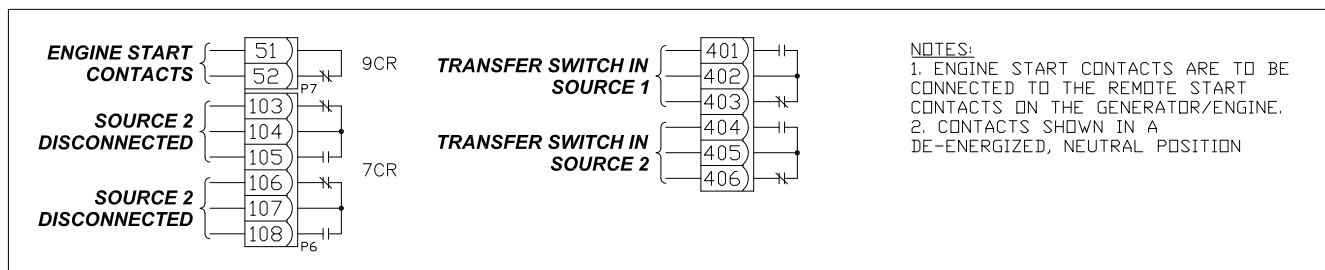 ENGINE START
CONTACTS
51
52
P7
9CR
SOURCE 2
DISCONNECTED
103
104
105
7CR
SOURCE 2
DISCONNECTED
106
107
108
P6
TRANSFER SWITCH IN
SOURCE 1
401
402
403
TRANSFER SWITCH IN
SOURCE 2
404
405
406
NOTES:
1. ENGINE START CONTACTS ARE TO BE
CONNECTED TO THE REMOTE START
CONTACTS ON THE GENERATOR/ENGINE.
2. CONTACTS SHOWN IN A
DE-ENERGIZED, NEUTRAL POSITION